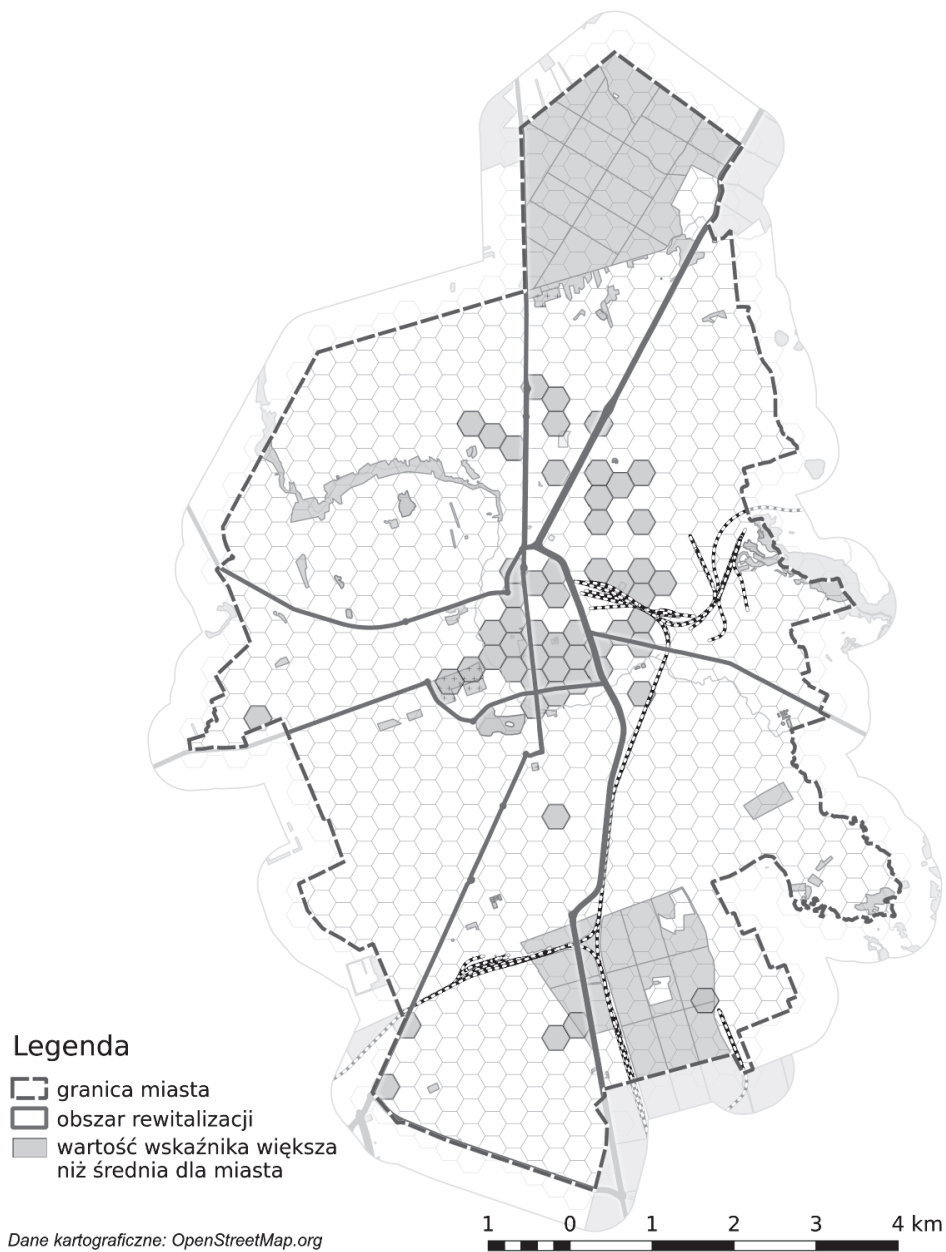 Legenda
granica miasta
obszar rewitalizacji
wartość wskaźnika większa
niż średnia dla miasta
Dane kartograficzne: OpenStreetMap.org
1 0 1 2 3 4 km